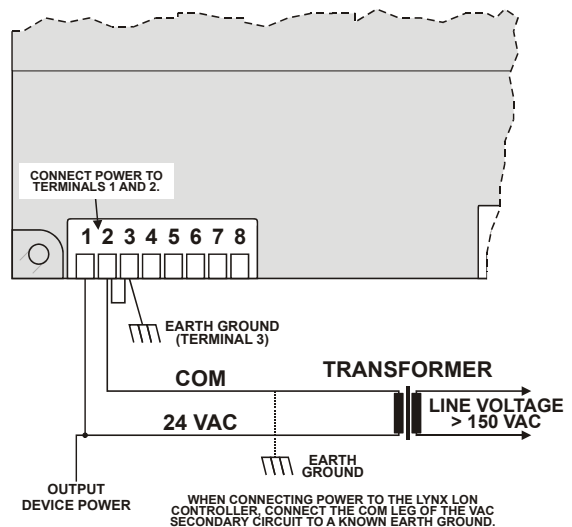 CONNECT POWER TO
TERMINALS 1 AND 2.
1 2 3 4 5 6 7 8
EARTH GROUND
(TERMINAL 3)
TRANSFORMER
COM
LINE VOLTAGE
> 150 VAC
24 VAC
EARTH
GROUND
OUTPUT
DEVICE POWER
WHEN CONNECTING POWER TO THE LYNX LON
CONTROLLER, CONNECT THE COM LEG OF THE VAC
SECONDARY CIRCUIT TO A KNOWN EARTH GROUND.